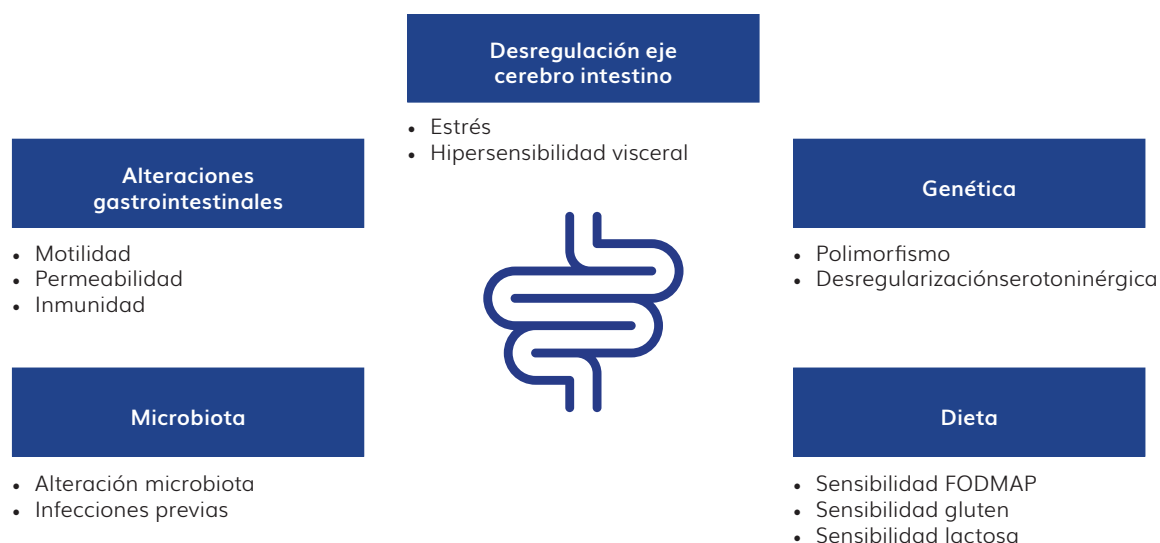 Desregulación eje
cerebro intestino
• Estrés
• Hipersensibilidad visceral
Alteraciones
gastrointestinales
• Motilidad
• Permeabilidad
• Inmunidad
Genética
• Polimorfismo
• Desregularizaciónserotoninérgica
Microbiota
• Alteración microbiota
• Infecciones previas
Dieta
• Sensibilidad FODMAP
• Sensibilidad gluten
• Sensibilidad lactosa